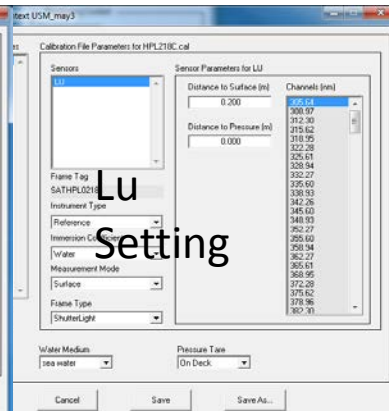 text USM_may3
Calibration File Parameters for HPL218C.cal
Sensors
LU
Frame Tag
SATHPL0218
Instrument Type
Reference
Immersion Coefficient
Water
Measurement Mode
Surface
Frame Type
ShutterLight
Sensor Parameters for LU
Distance to Surface (m)
0.200
Distance to Pressure (m)
0.000
Channels (nm)
305.64
308.97
312.30
315.62
318.95
322.28
325.61
328.94
332.27
335.60
338.93
342.26
345.60
348.93
352.27
355.60
358.94
362.27
365.61
368.95
372.28
375.62
378.96
382.30
Lu
Setting
Water Medium
sea water
Pressure Tare
On Deck
Cancel
Save
Save As...